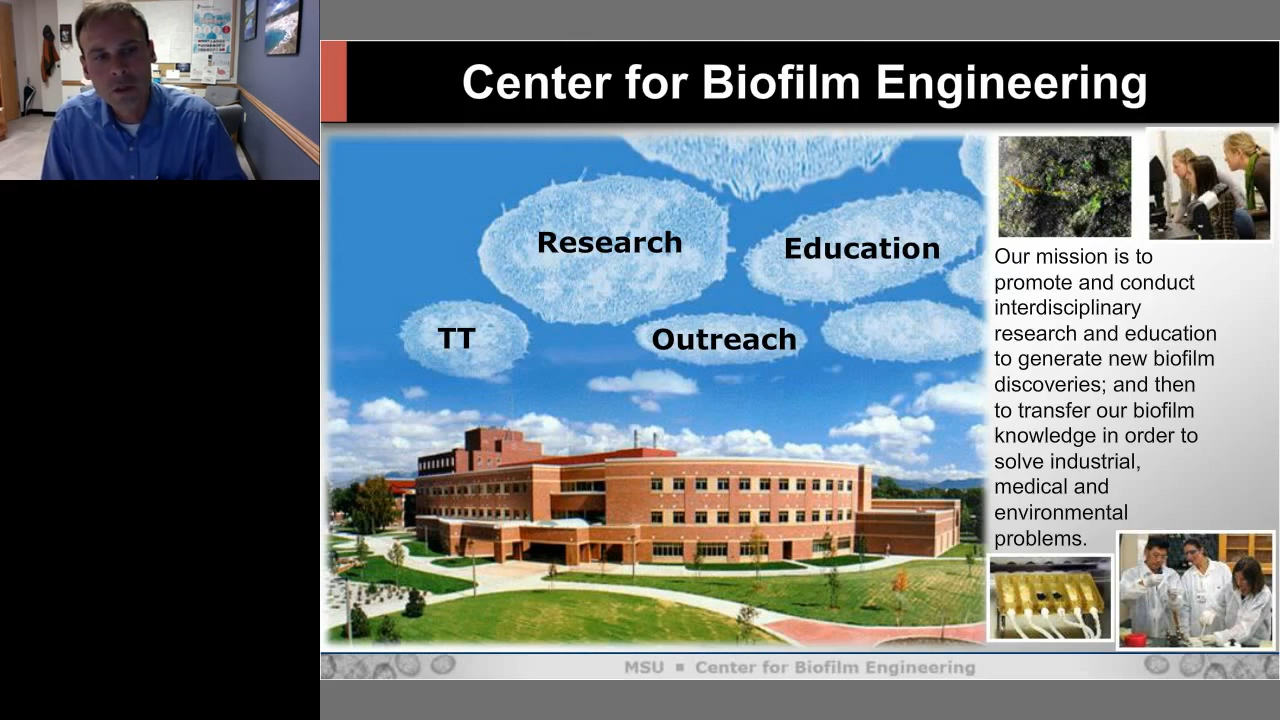 Center for Biofilm Engineering
Research
Education
TT
Outreach
Our mission is to
promote and conduct
interdisciplinary
research and education
to generate new biofilm
discoveries; and then
to transfer our biofilm
knowledge in order to
solve industrial,
medical and
environmental
problems.
MSU ▪ Center for Biofilm Engineering